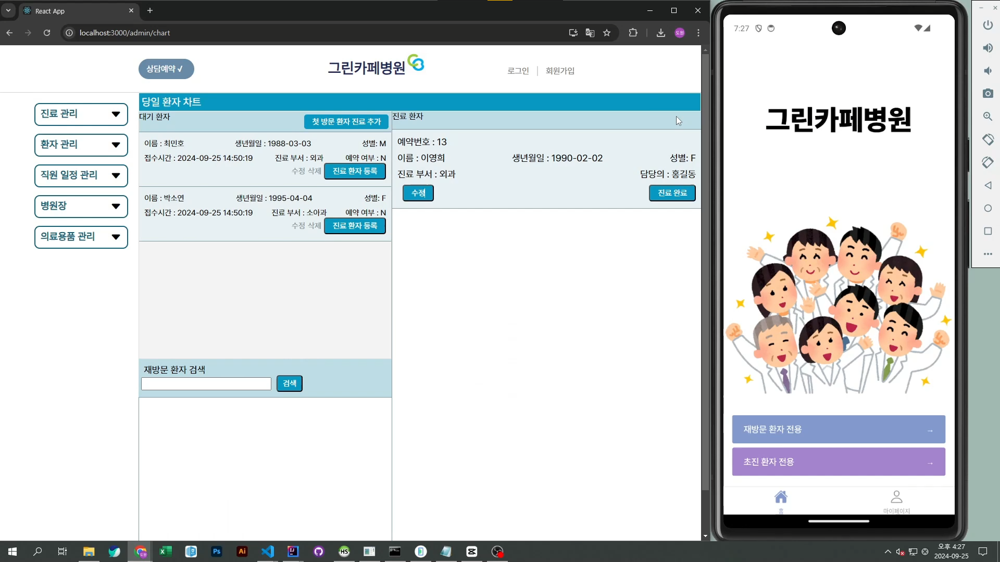 React App
localhost:3000/admin/chart
도원
상담예약 √
그린카페병원
로그인 | 회원가입
진료 관리
환자 관리
직원 일정 관리
병원장
의료용품 관리
당일 환자 차트
대기 환자
첫 방문 환자 진료 추가
이름 : 최민호 생년월일 : 1988-03-03 성별: M
접수시간 : 2024-09-25 14:50:19 진료 부서 : 외과 예약 여부 : N
수정 삭제 진료 환자 등록
이름 : 박소연 생년월일 : 1995-04-04 성별: F
접수시간 : 2024-09-25 14:50:19 진료 부서 : 소아과 예약 여부 : N
수정 삭제 진료 환자 등록
재방문 환자 검색
검색
진료 환자
예약번호 : 13
이름 : 이영희 생년월일 : 1990-02-02 성별: F
진료 부서 : 외과 담당의 : 홍길동
수정 진료 완료
7:27
그린카페병원
재방문 환자 전용 →
초진 환자 전용 →
홈 마이페이지
Ps
Ai
IJ
HS
오후 4:27
2024-09-25